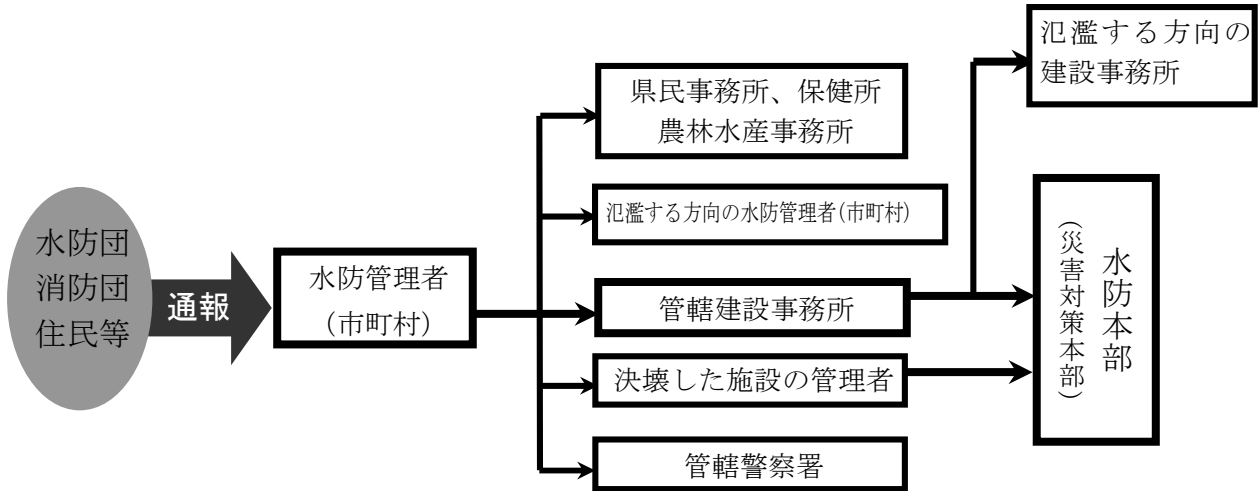 水防団
消防団
住民等
通報
水防管理者
(市町村)
県民事務所、保健所
農林水産事務所
氾濫する方向の水防管理者(市町村)
管轄建設事務所
決壊した施設の管理者
管轄警察署
氾濫する方向の
建設事務所
水防本部
(災害対策本部)